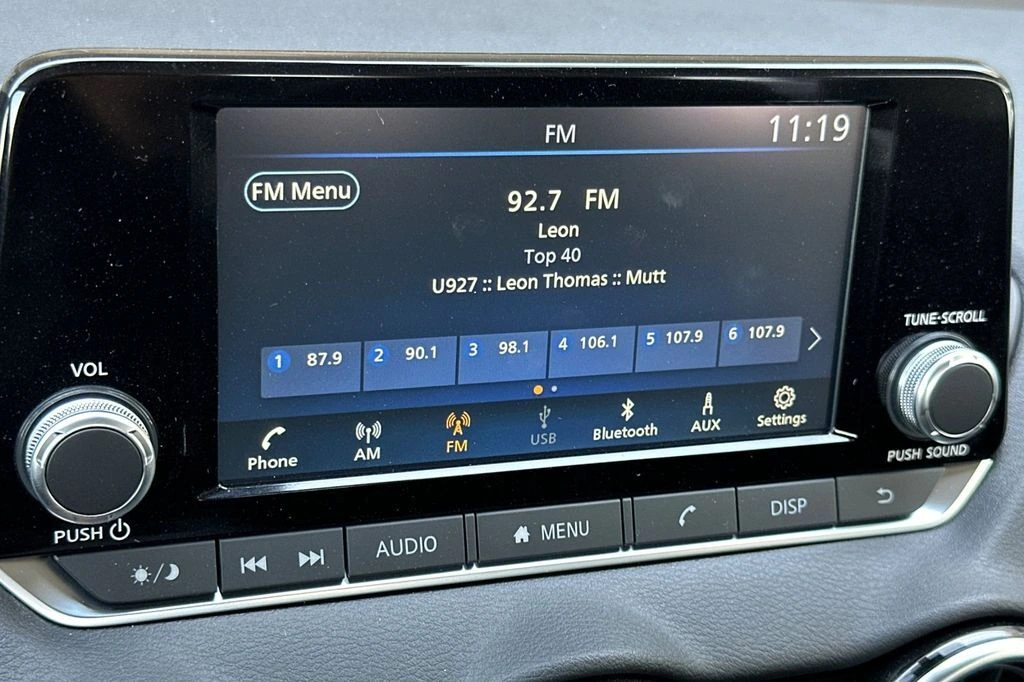 FM
11:19
FM Menu
92.7 FM
Leon
Top 40
U927 :: Leon Thomas :: Mutt
1 87.9 2 90.1 3 98.1 4 106.1 5 107.9 6 107.9
Phone AM FM USB Bluetooth AUX Settings
VOL
PUSH
TUNE·SCROLL
PUSH SOUND
AUDIO MENU DISP